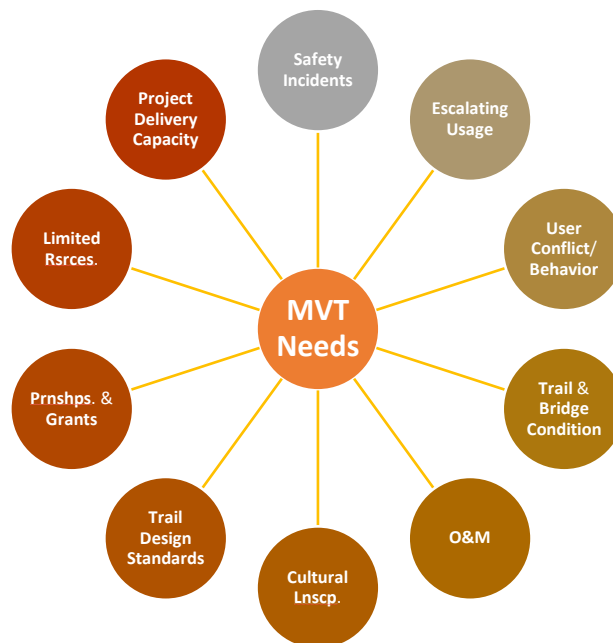 Safety
Incidents
Escalating
Usage
User
Conflict/
Behavior
Trail &
Bridge
Condition
O&M
Cultural
Lnscp.
Trail
Design
Standards
Prnshps. &
Grants
Limited
Rsrces.
Project
Delivery
Capacity
MVT
Needs